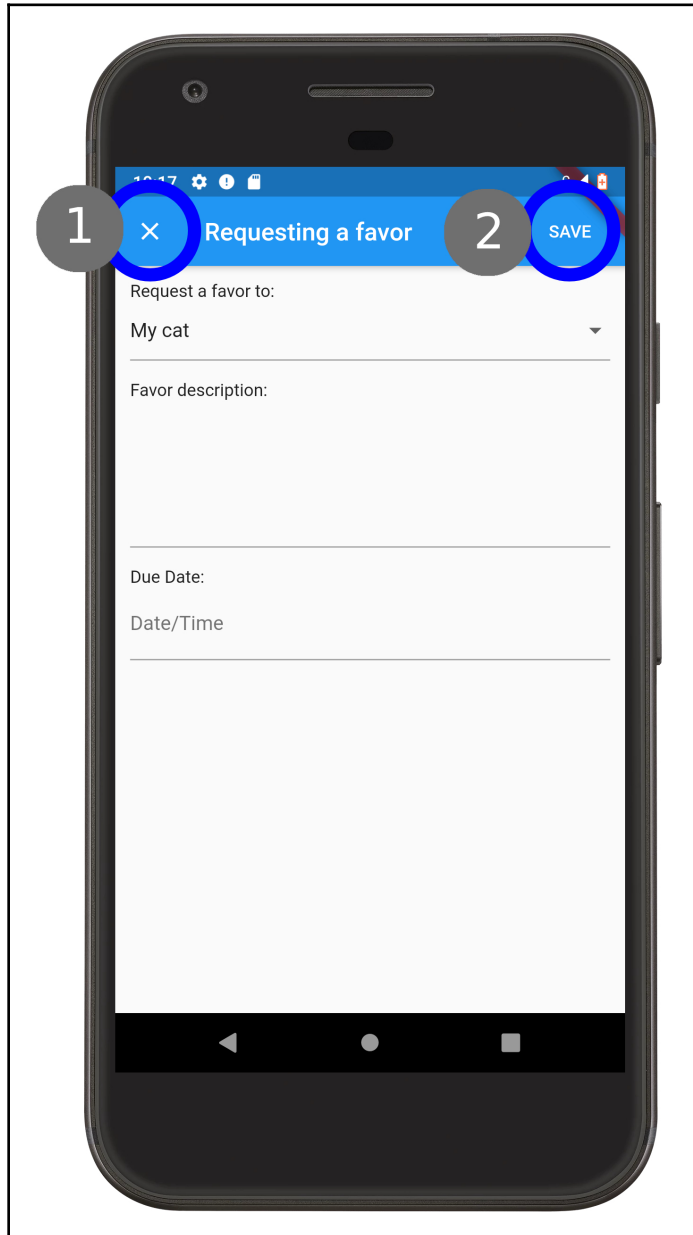 1
Requesting a favor
2
SAVE
Request a favor to:
My cat
Favor description:
Due Date:
Date/Time